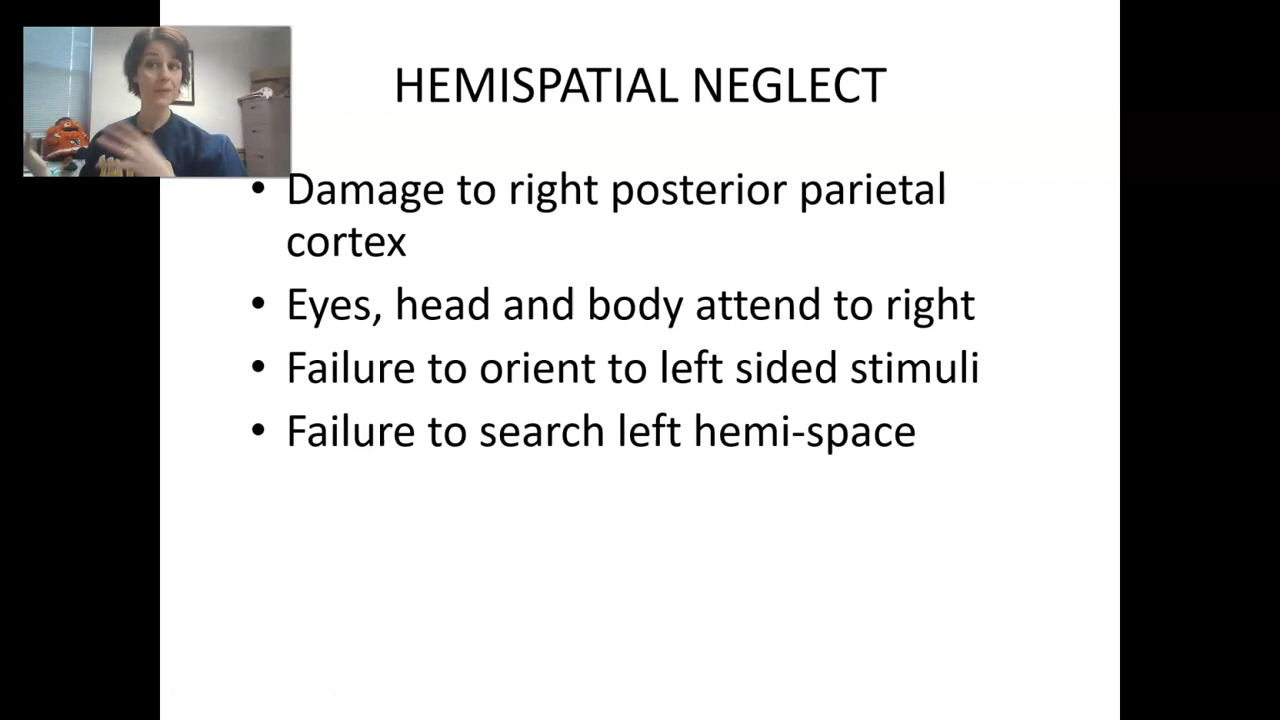 HEMISPATIAL NEGLECT
• Damage to right posterior parietal
cortex
• Eyes, head and body attend to right
• Failure to orient to left sided stimuli
• Failure to search left hemi-space